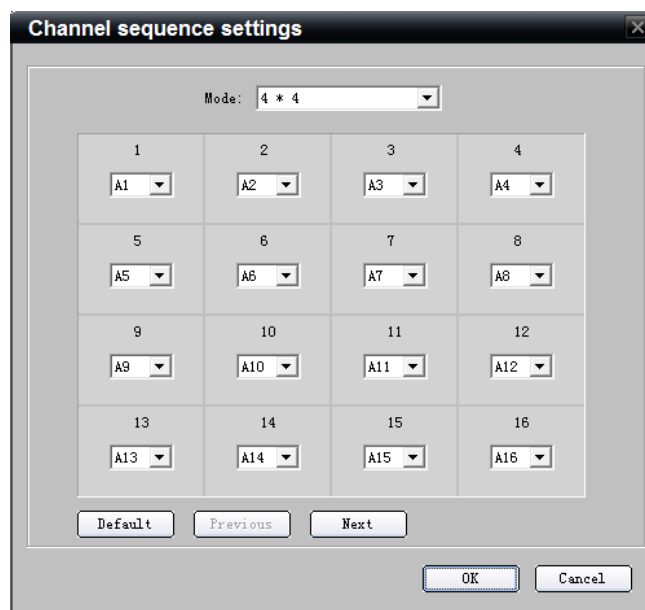 Channel sequence settings
Mode: 4 * 4
1 2 3 4
A1 A2 A3 A4
5 6 7 8
A5 A6 A7 A8
9 10 11 12
A9 A10 A11 A12
13 14 15 16
A13 A14 A15 A16
Default Previous Next
OK Cancel